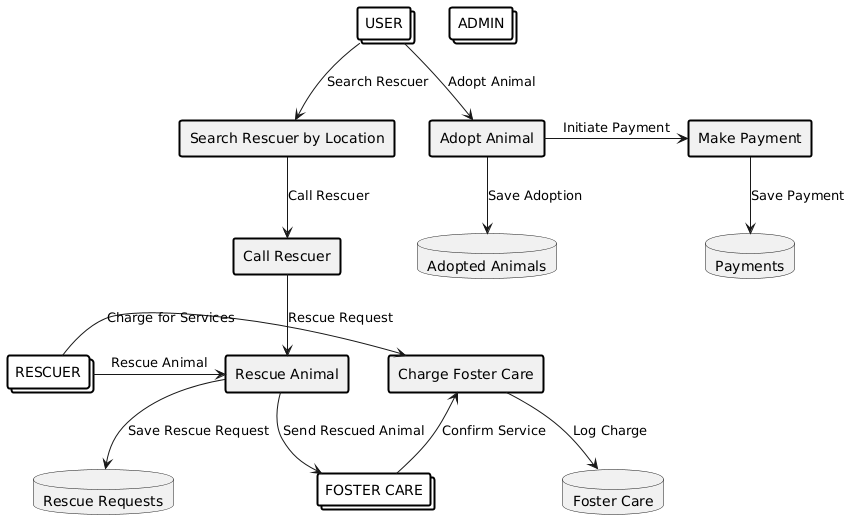 USER
ADMIN
Search Rescuer
Adopt Animal
Search Rescuer by Location
Adopt Animal
Initiate Payment
Make Payment
Call Rescuer
Save Adoption
Save Payment
Call Rescuer
Adopted Animals
Payments
Charge for Services
Rescue Request
RESCUER
Rescue Animal
Rescue Animal
Charge Foster Care
Save Rescue Request
Send Rescued Animal
Confirm Service
Log Charge
Rescue Requests
FOSTER CARE
Foster Care